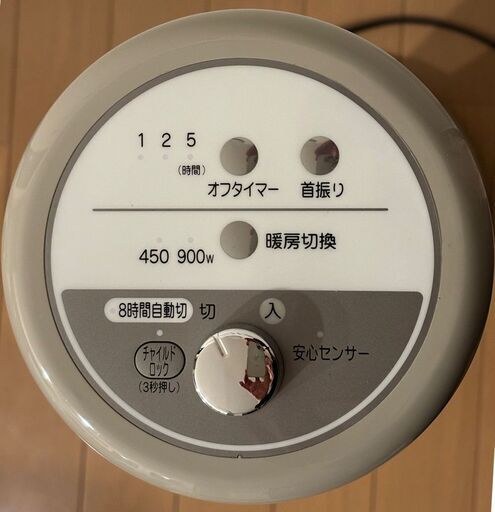 1 2 5
(時間)
オフタイマー 首振り
450 900W 暖房切換
8時間自動切 切 入
チャイルド
ロック
(3秒押し)
安心センサー